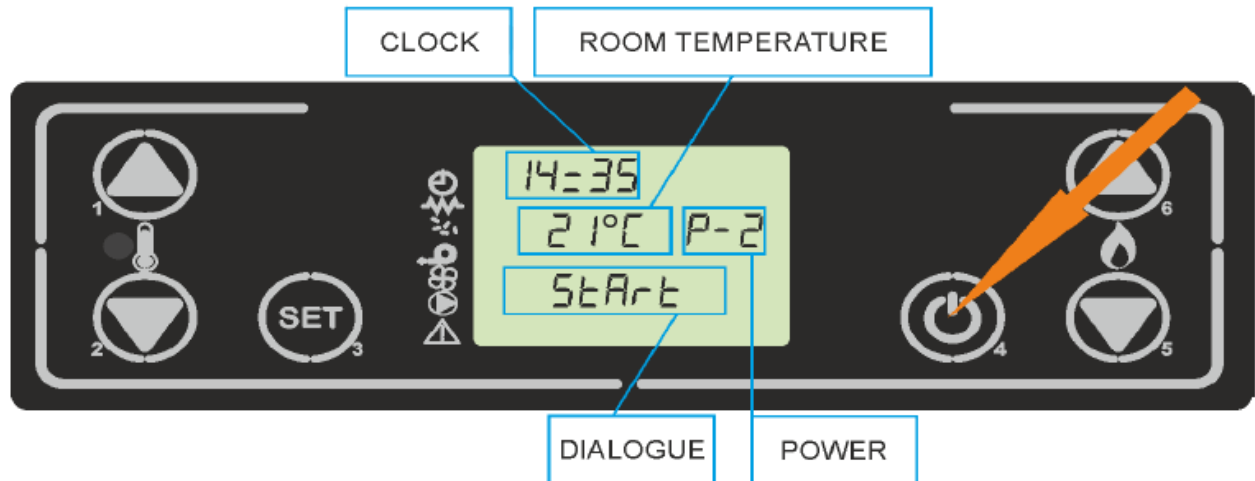 CLOCK
ROOM TEMPERATURE
14:35
1
6
21°C P-2
StArt
SET
2
3
4
5
DIALOGUE
POWER